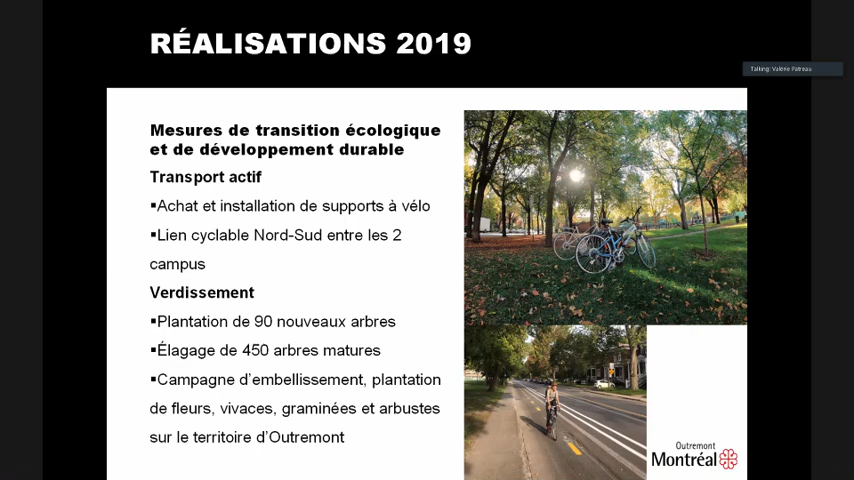 RÉALISATIONS 2019
Talking: Valérie Patreau
Mesures de transition écologique
et de développement durable
Transport actif
▪Achat et installation de supports à vélo
▪Lien cyclable Nord-Sud entre les 2
campus
Verdissement
▪Plantation de 90 nouveaux arbres
▪Élagage de 450 arbres matures
▪Campagne d’embellissement, plantation
de fleurs, vivaces, graminées et arbustes
sur le territoire d’Outremont
Outremont
Montréal